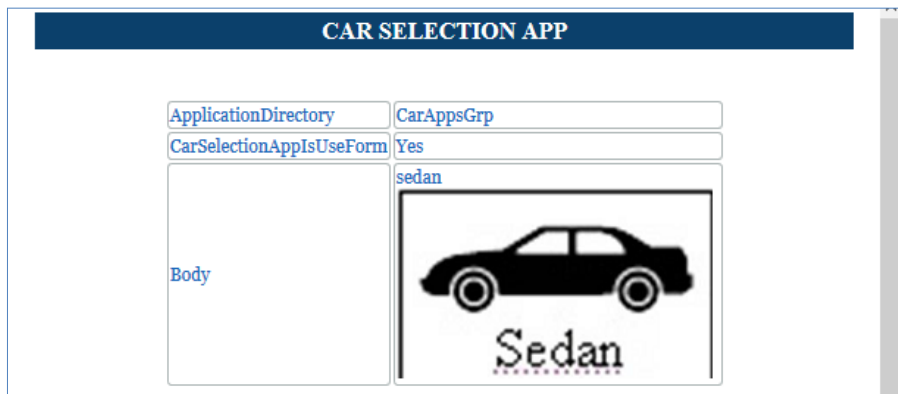 CAR SELECTION APP
ApplicationDirectory CarAppsGrp
CarSelectionAppIsUseForm Yes
Body sedan
Sedan